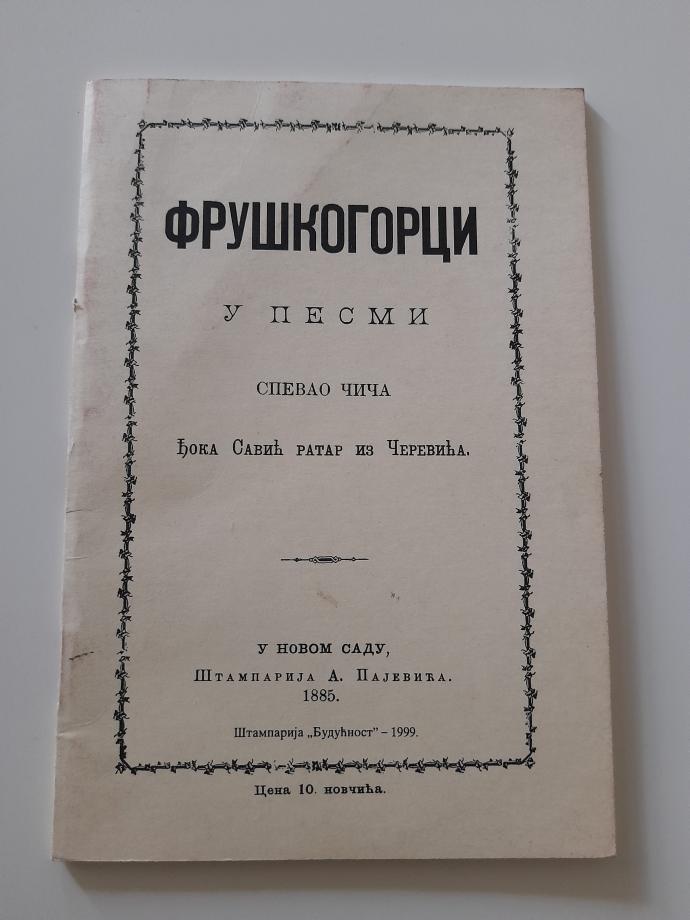 ФРУШКОГОРЦИ
У ПЕСМИ
СПЕВАО ЧИЧА
Ђока Савић ратар из Черевића.
У НОВОМ САДУ,
Штампарија А. Пајевића.
1885.
Штампарија „Будућност" – 1999.
Цена 10. новчића.